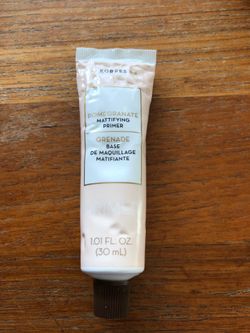 KORRES
POMEGRANATE
MATTIFYING
PRIMER
GRENADE
BASE
DE MAQUILLAGE
MATIFIANTE
1.01 FL. OZ.
(30 mL)